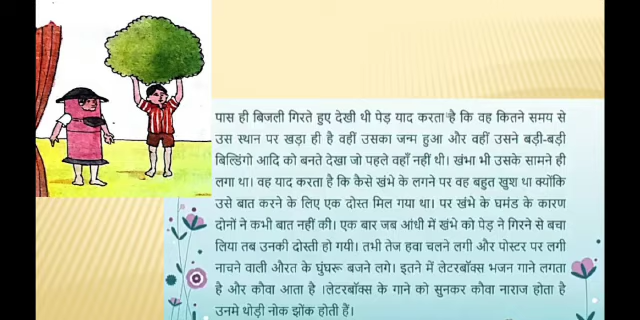 पास ही बिजली गिरते हुए देखी थी पेड़ याद करता है कि वह कितने समय से
उस स्थान पर खड़ा ही है वहीं उसका जन्म हुआ और वहीं उसने बड़ी-बड़ी
बिल्डिंगो आदि को बनते देखा जो पहले वहाँ नहीं थी। खंभा भी उसके सामने ही
लगा था। वह याद करता है कि कैसे खंभे के लगने पर वह बहुत खुश था क्योंकि
उसे बात करने के लिए एक दोस्त मिल गया था। पर खंभे के घमंड के कारण
दोनों ने कभी बात नहीं की। एक बार जब आंधी में खंभे को पेड़ ने गिरने से बचा
लिया तब उनकी दोस्ती हो गयी। तभी तेज हवा चलने लगी और पोस्टर पर लगी
नाचने वाली औरत के घुंघरू बजने लगे। इतने में लेटरबॉक्स भजन गाने लगता
है और कौवा आता है ।लेटरबॉक्स के गाने को सुनकर कौवा नाराज होता है
उनमे थोड़ी नोक झोंक होती हैं।